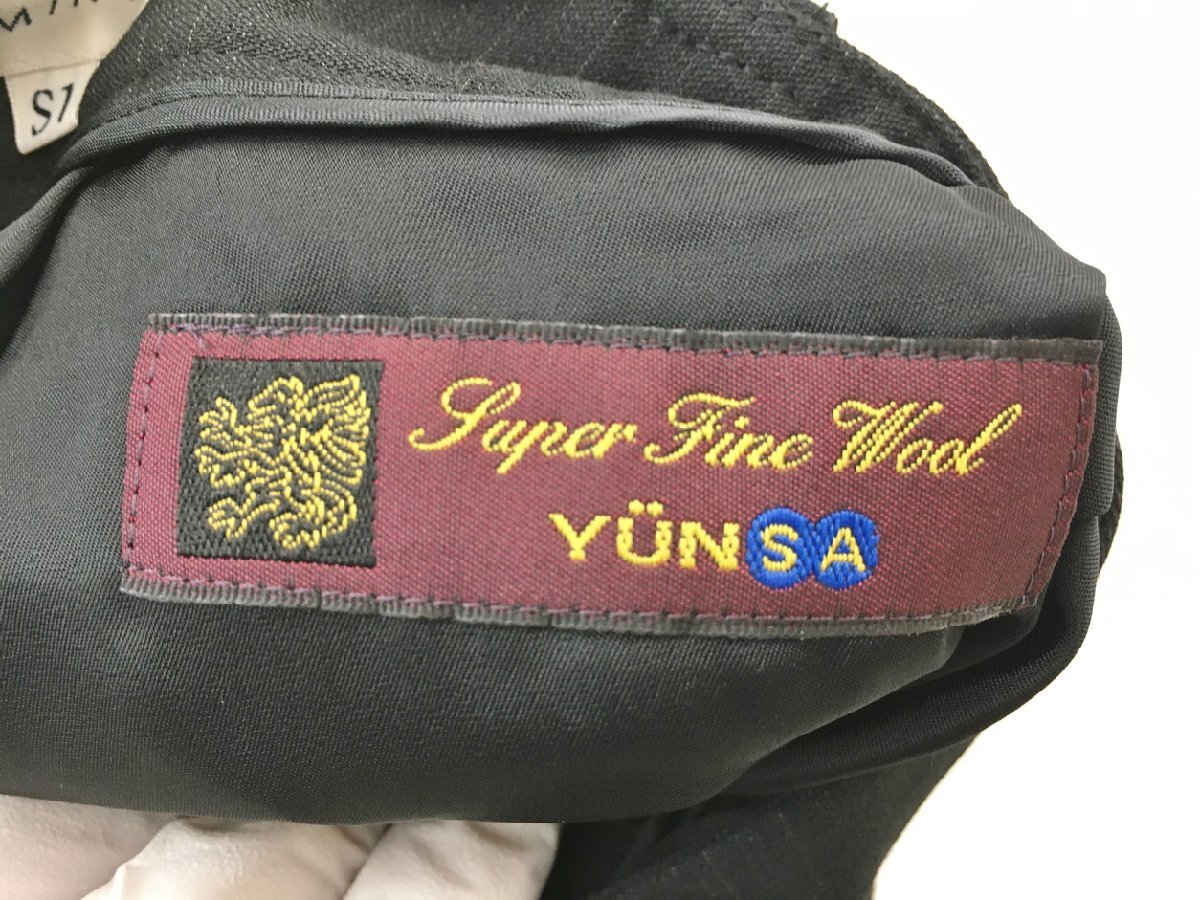 S1
Super Fine Wool
YÜNSA